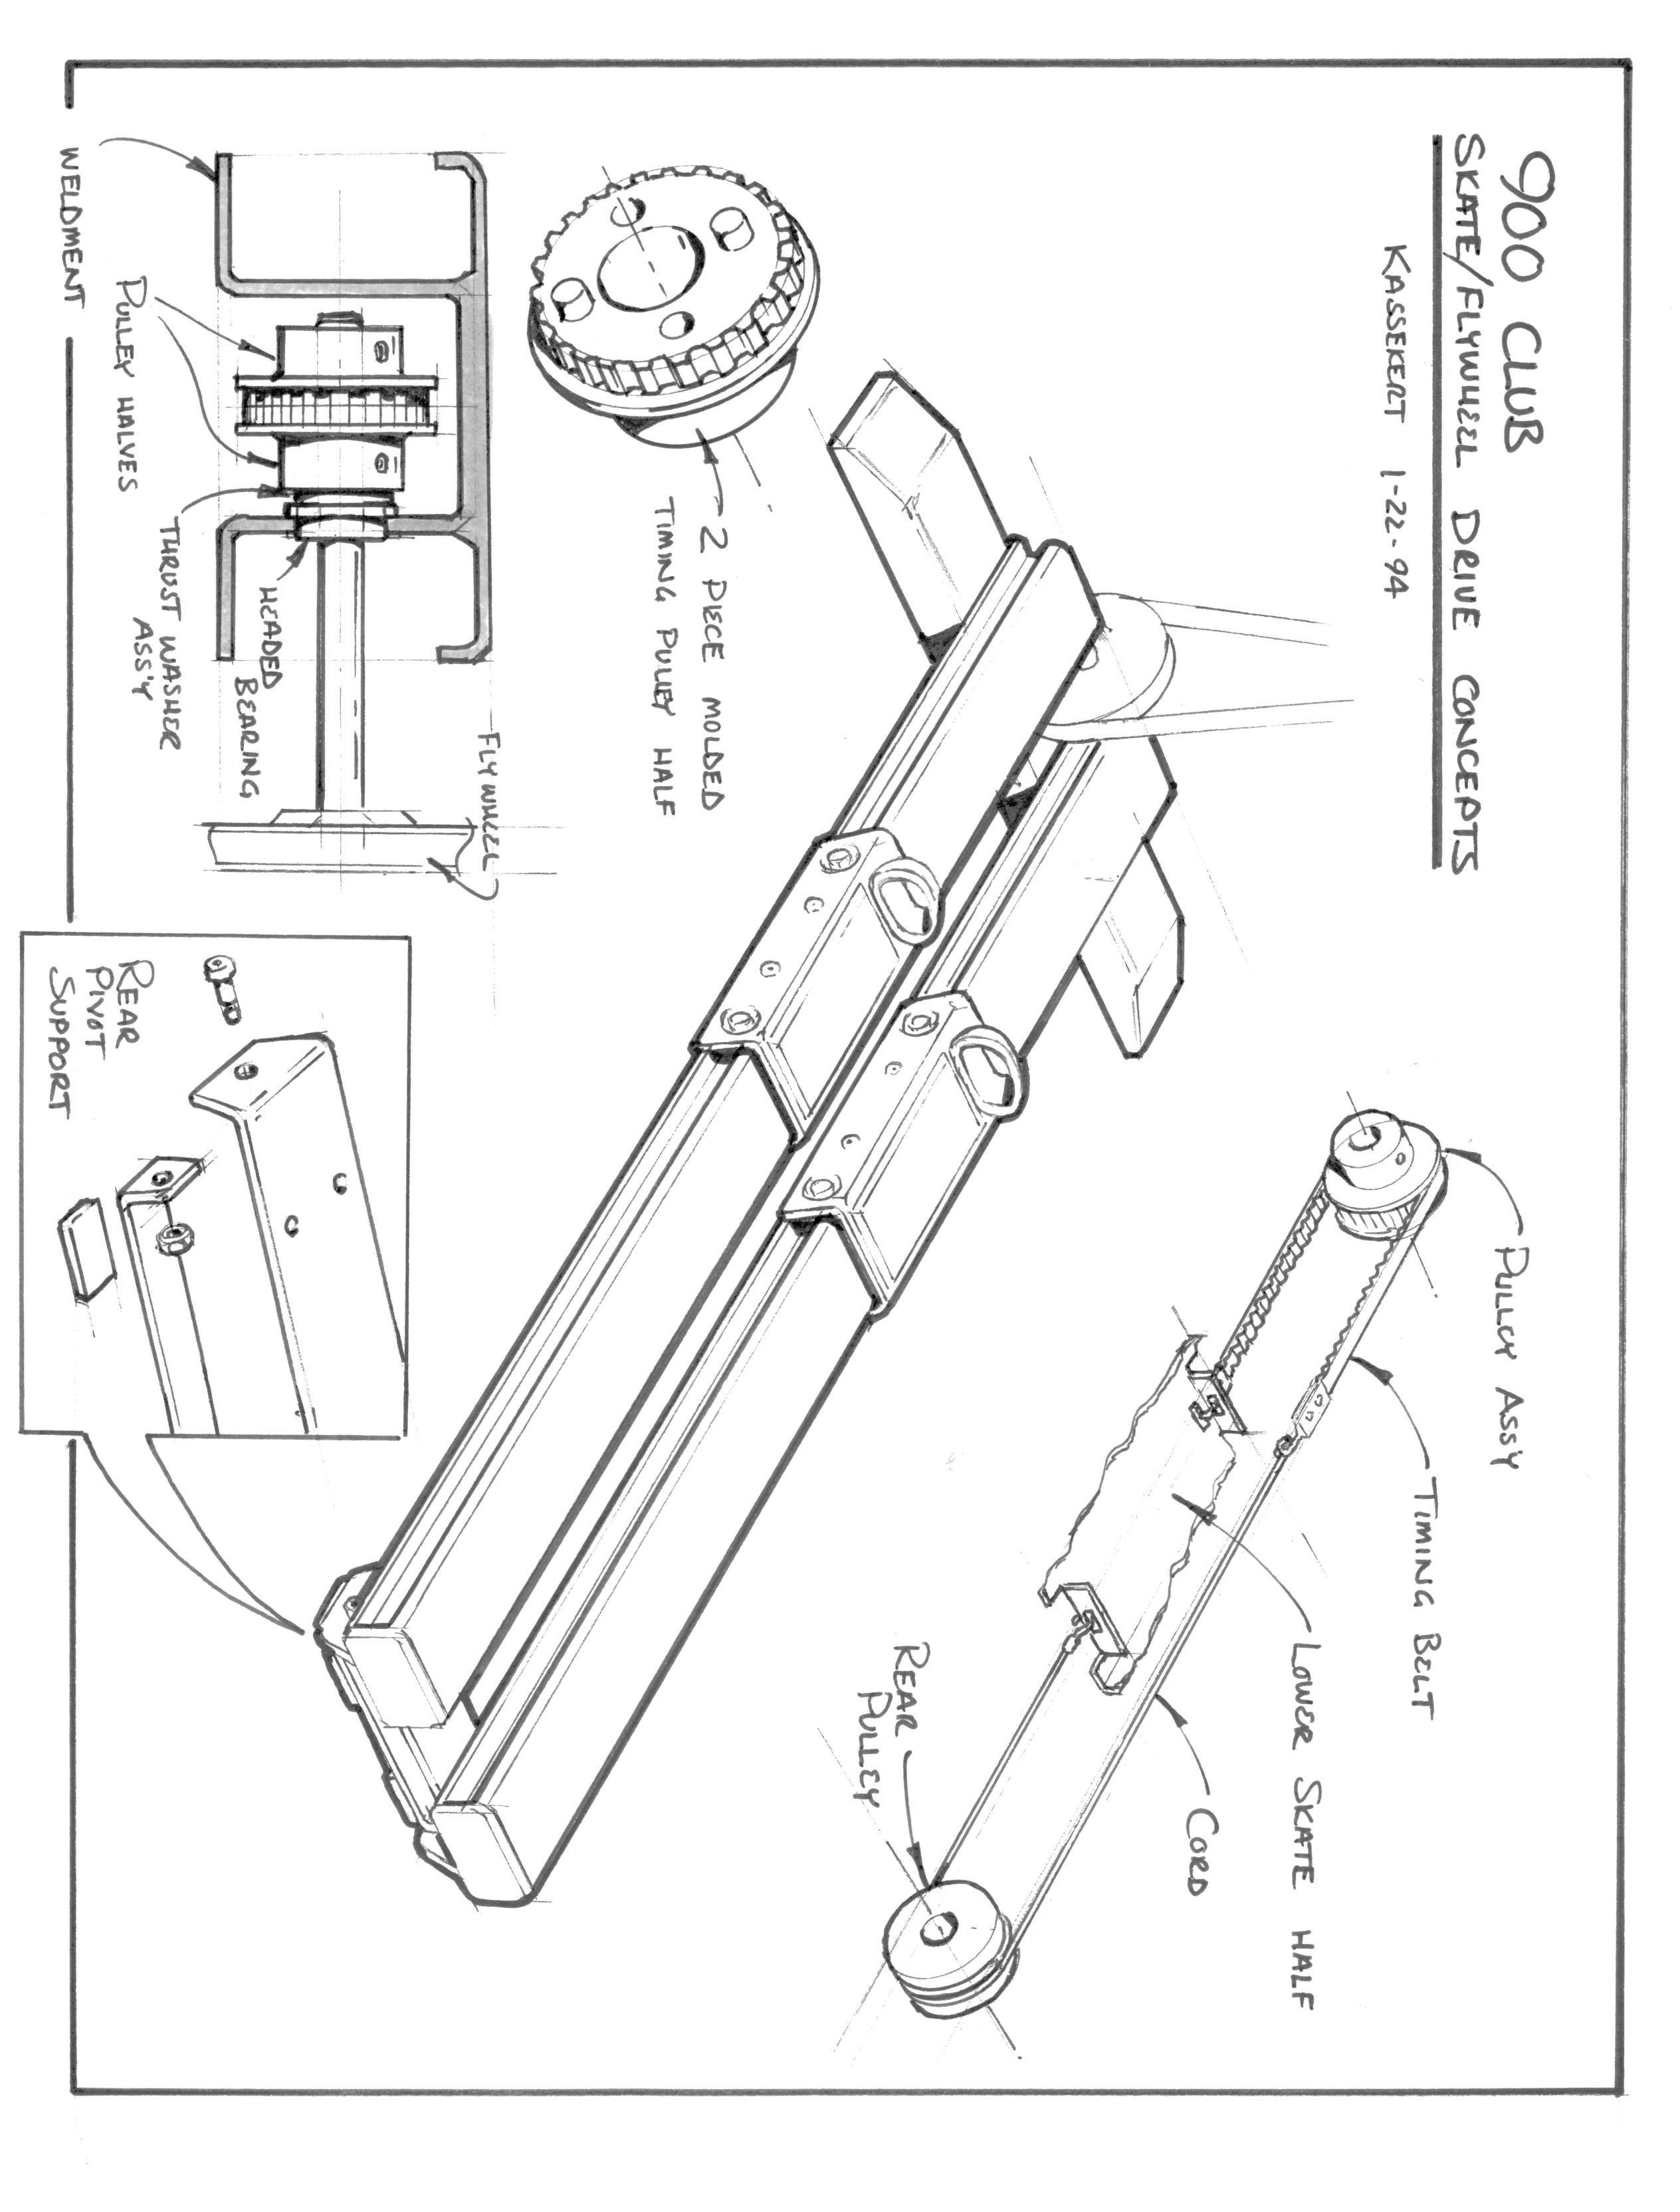 900 CLUB
SKATE/FLYWHEEL DRIVE CONCEPTS
KASSEKERT 1-22-94
PULLEY ASS'Y
TIMING BELT
LOWER SKATE HALF
CORD
REAR
PULLEY
2 PIECE MOLDED
TIMING PULLEY HALF
FLYWHEEL
HEADED
BEARING
THRUST WASHER
ASS'Y
PULLEY HALVES
WELDMENT
REAR
PIVOT
SUPPORT